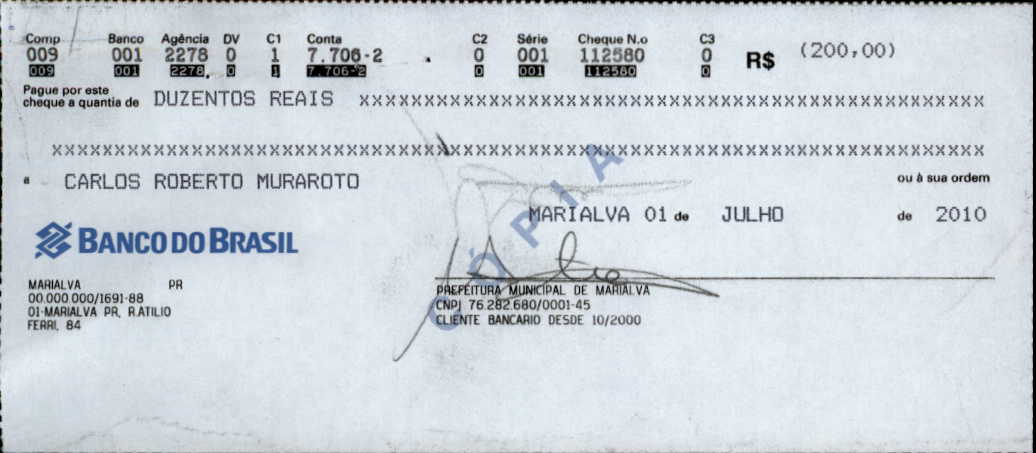 Comp Banco Agência DV C1 Conta C2 Série Cheque N.o C3
009 001 2278 0 1 7.706-2 0 001 112580 0 R$ (200,00)
009 001 2278 0 1 7.706-2 0 001 112580 0
Pague por este
cheque a quantia de DUZENTOS REAIS xxxxxxxxxxxxxxxxxxxxxxxxxxxxxxxxxxxxxxxxxxxxxxxx
xxxxxxxxxxxxxxxxxxxxxxxxxxxxxxxxxxxxxxxxxxxxxxxxxxxxxxxxxxxxxxxxxxxxxxxx
a CARLOS ROBERTO MURAROTO ou à sua ordem
MARIALVA 01 de JULHO de 2010
CÓPIA
BANCO DO BRASIL
MARIALVA PR
00.000.000/1691-88
01-MARIALVA PR, R.ATILIO
FERRI, 84
PREFEITURA MUNICIPAL DE MARIALVA
CNPJ 76.282.680/0001-45
CLIENTE BANCARIO DESDE 10/2000